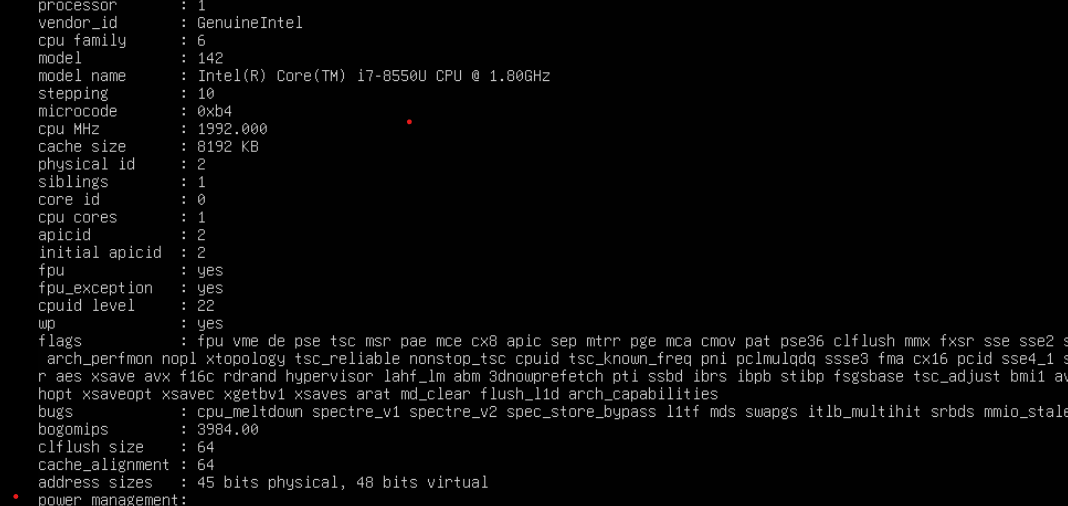 processor : 1
vendor_id : GenuineIntel
cpu family : 6
model : 142
model name : Intel(R) Core(TM) i7-8550U CPU @ 1.80GHz
stepping : 10
microcode : 0xb4
cpu MHz : 1992.000
cache size : 8192 KB
physical id : 2
siblings : 1
core id : 0
cpu cores : 1
apicid : 2
initial apicid : 2
fpu : yes
fpu_exception : yes
cpuid level : 22
wp : yes
flags : fpu vme de pse tsc msr pae mce cx8 apic sep mtrr pge mca cmov pat pse36 clflush mmx fxsr sse sse2 s
arch_perfmon nopl xtopology tsc_reliable nonstop_tsc cpuid tsc_known_freq pni pclmulqdq ssse3 fma cx16 pcid sse4_1 s
r aes xsave avx f16c rdrand hypervisor lahf_lm abm 3dnowprefetch pti ssbd ibrs ibpb stibp fsgsbase tsc_adjust bmi1 av
hopt xsaveopt xsavec xgetbv1 xsaves arat md_clear flush_l1d arch_capabilities
bugs : cpu_meltdown spectre_v1 spectre_v2 spec_store_bypass l1tf mds swapgs itlb_multihit srbds mmio_stale
bogomips : 3984.00
clflush size : 64
cache_alignment : 64
address sizes : 45 bits physical, 48 bits virtual
power management: